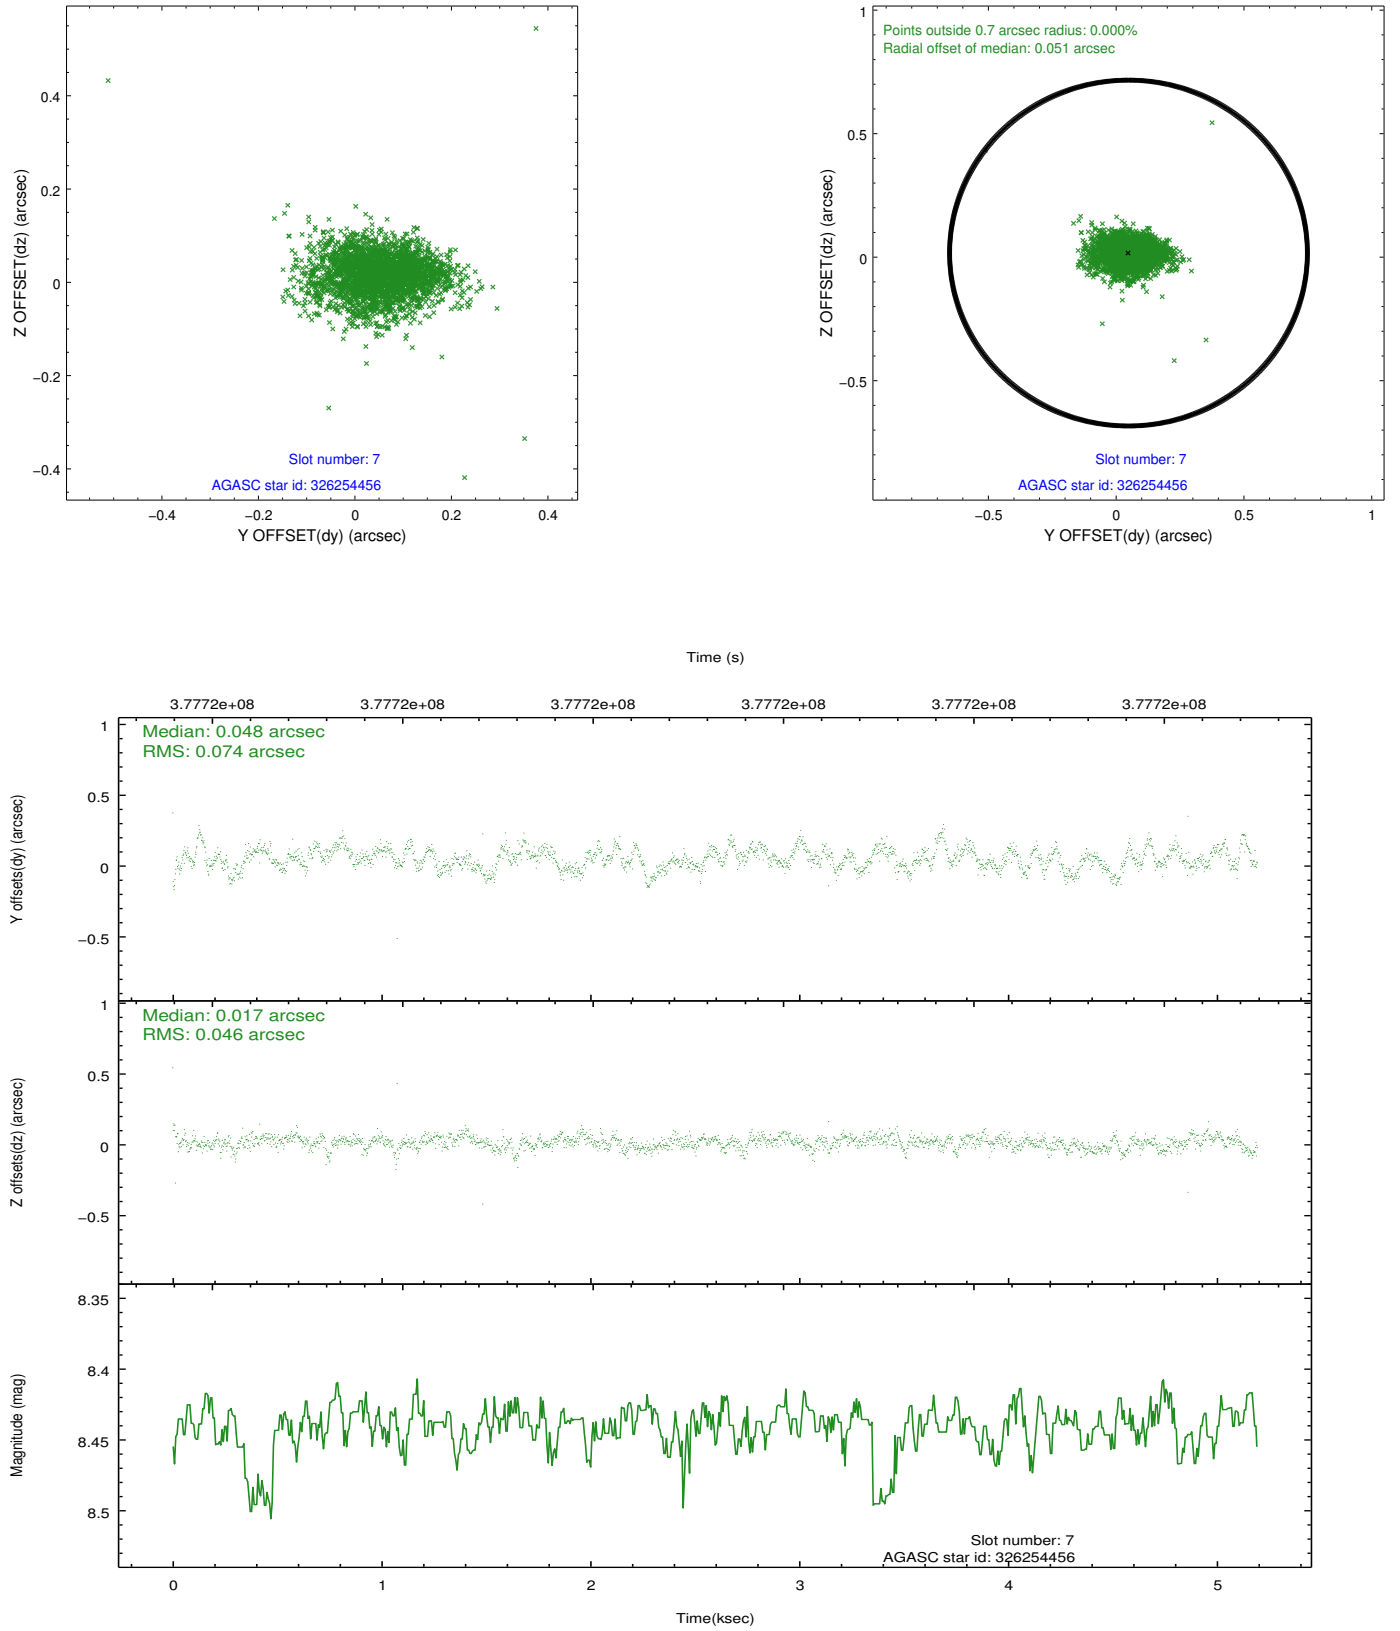 0.4
0.2
0
−0.2
−0.4
Z OFFSET(dz) (arcsec)
Slot number: 7
AGASC star id: 326254456
−0.4
−0.2
0
0.2
0.4
Y OFFSET(dy) (arcsec)
1
0.5
0
−0.5
Z OFFSET(dz) (arcsec)
Points outside 0.7 arcsec radius: 0.000%
Radial offset of median: 0.051 arcsec
Slot number: 7
AGASC star id: 326254456
−0.5
0
0.5
1
Y OFFSET(dy) (arcsec)
Time (s)
3.7772e+08
3.7772e+08
3.7772e+08
3.7772e+08
3.7772e+08
3.7772e+08
1
0.5
0
−0.5
Y offsets(dy) (arcsec)
Median: 0.048 arcsec
RMS: 0.074 arcsec
1
0.5
0
−0.5
Z offsets(dz) (arcsec)
Median: 0.017 arcsec
RMS: 0.046 arcsec
8.35
8.4
8.45
8.5
Magnitude (mag)
Slot number: 7
AGASC star id: 326254456
0
1
2
3
4
5
Time(ksec)